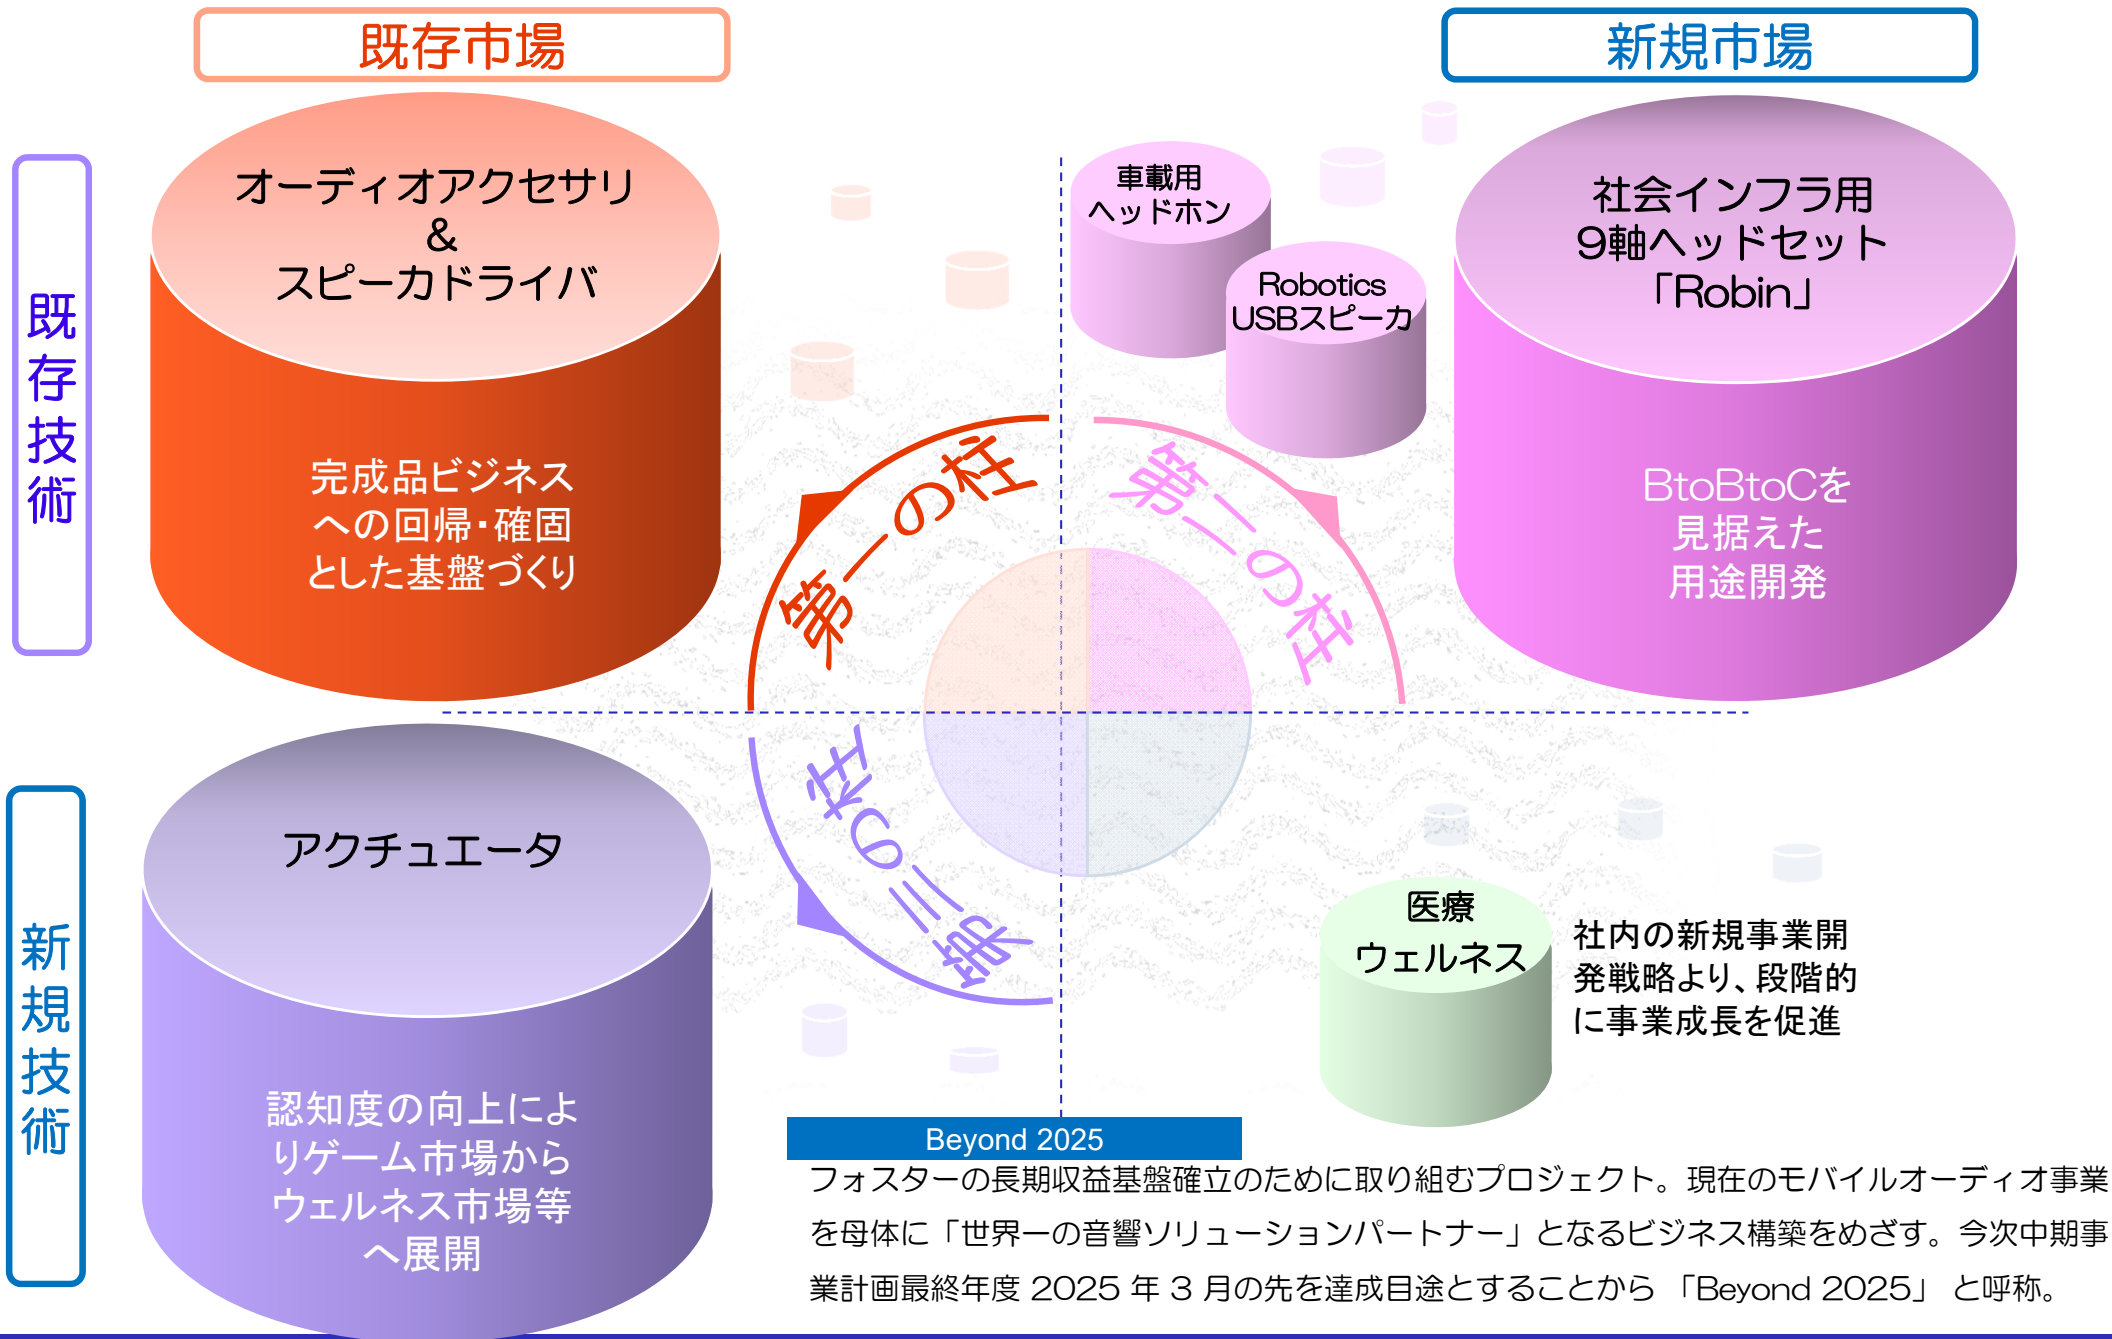 既存市場
新規市場
既存技術
オーディオアクセサリ
&
スピーカドライバ
完成品ビジネス
への回帰・確固
とした基盤づくり
車載用
ヘッドホン
Robotics
USBスピーカ
社会インフラ用
9軸ヘッドセット
「Robin」
BtoBtoCを
見据えた
用途開発
第一の柱
第二の柱
第三の柱
新規技術
アクチュエータ
認知度の向上によ
りゲーム市場から
ウェルネス市場等
へ展開
医療
ウェルネス
社内の新規事業開
発戦略より、段階的
に事業成長を促進
Beyond 2025
フォスターの長期収益基盤確立のために取り組むプロジェクト。現在のモバイルオーディオ事業
を母体に「世界一の音響ソリューションパートナー」となるビジネス構築をめざす。今次中期事
業計画最終年度 2025 年 3 月の先を達成目途とすることから 「Beyond 2025」 と呼称。